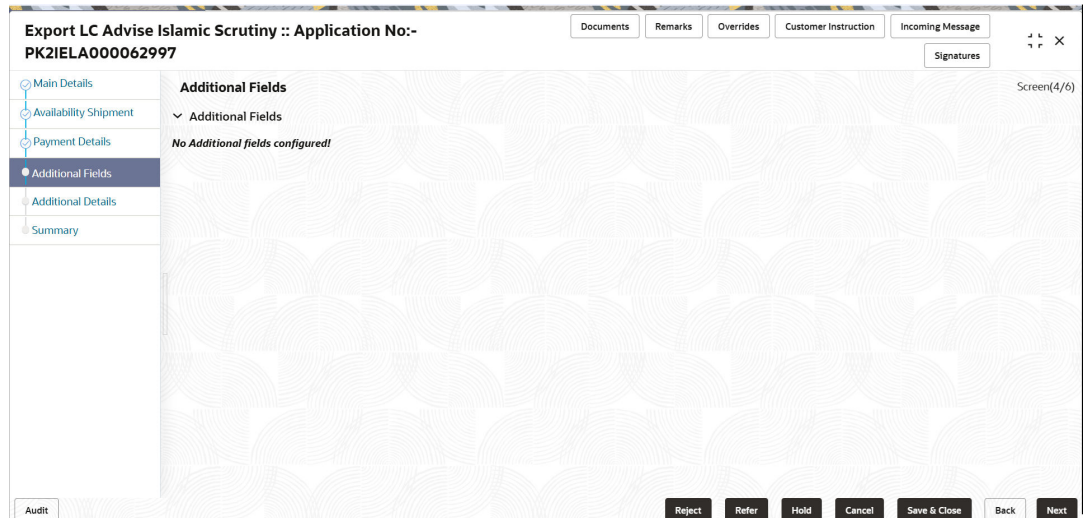 Export LC Advise Islamic Scrutiny :: Application No:-
PK2IELA000062997
Documents
Remarks
Overrides
Customer Instruction
Incoming Message
Signatures
Main Details
Availability Shipment
Payment Details
Additional Fields
Additional Details
Summary
Additional Fields
Screen(4/6)
Additional Fields
No Additional fields configured!
Audit
Reject
Refer
Hold
Cancel
Save & Close
Back
Next